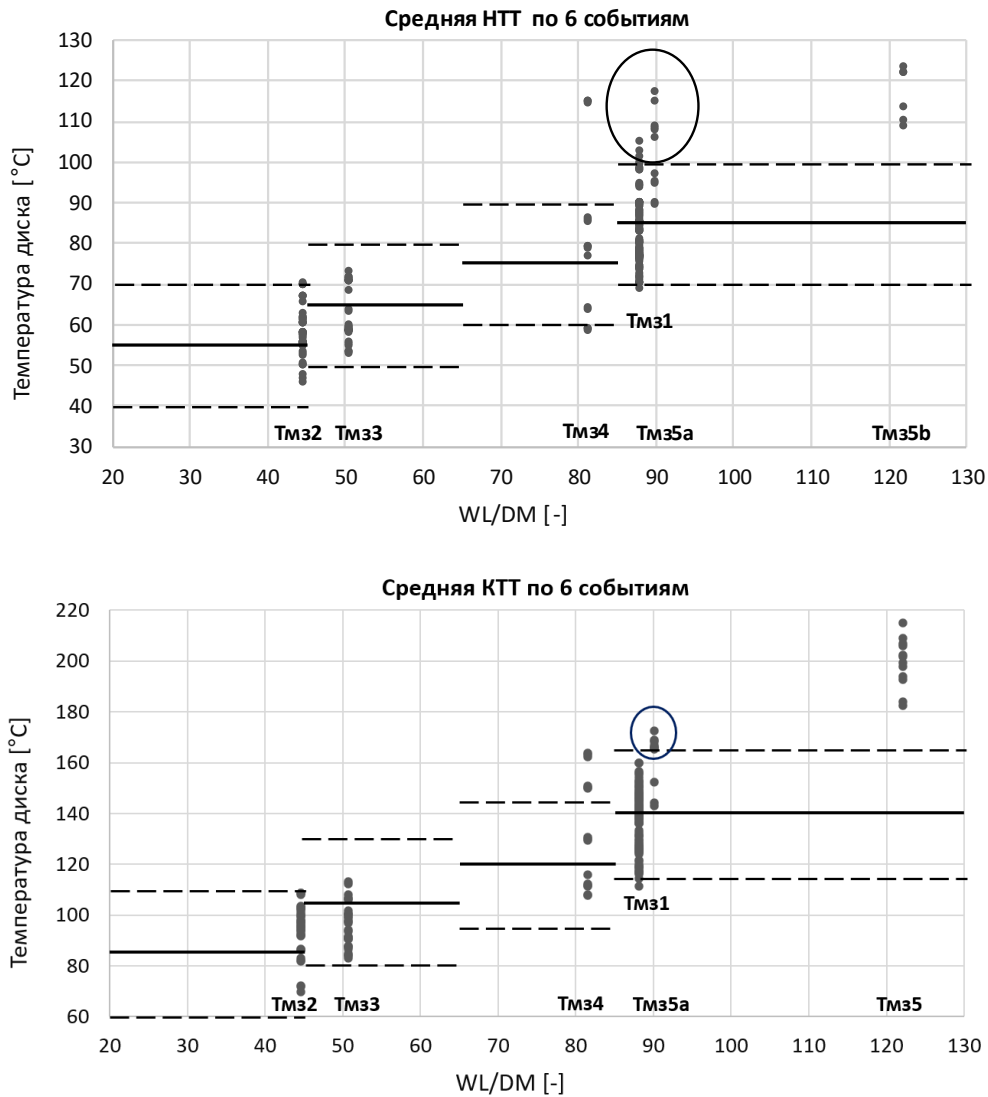 Средняя НТТ по 6 событиям
130
120
110
100
90
80
70
60
50
40
30
Температура диска [°C]
Тмз1
Тмз2 Тмз3 Тмз4 Тмз5a Тмз5b
20 30 40 50 60 70 80 90 100 110 120 130
WL/DM [-]
Средняя КТТ по 6 событиям
220
200
180
160
140
120
100
80
60
Температура диска [°C]
Тмз1
Тмз2 Тмз3 Тмз4 Тмз5a Тмз5
20 30 40 50 60 70 80 90 100 110 120 130
WL/DM [-]